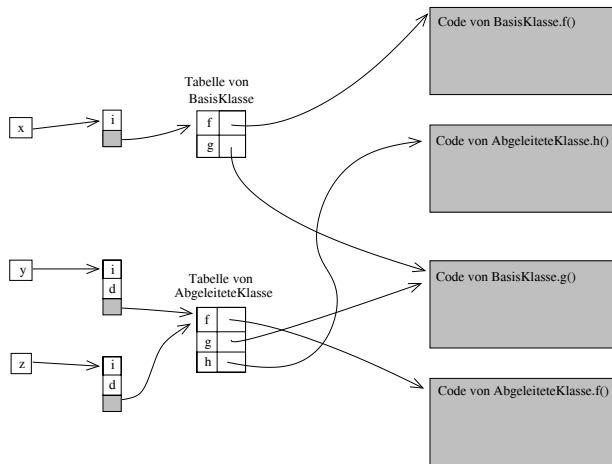 Code von BasisKlasse.f()
Tabelle von
BasisKlasse
x
i
f
g
Code von AbgeleiteteKlasse.h()
y
i
d
Tabelle von
AbgeleiteteKlasse
Code von BasisKlasse.g()
f
g
h
z
i
d
Code von AbgeleiteteKlasse.f()